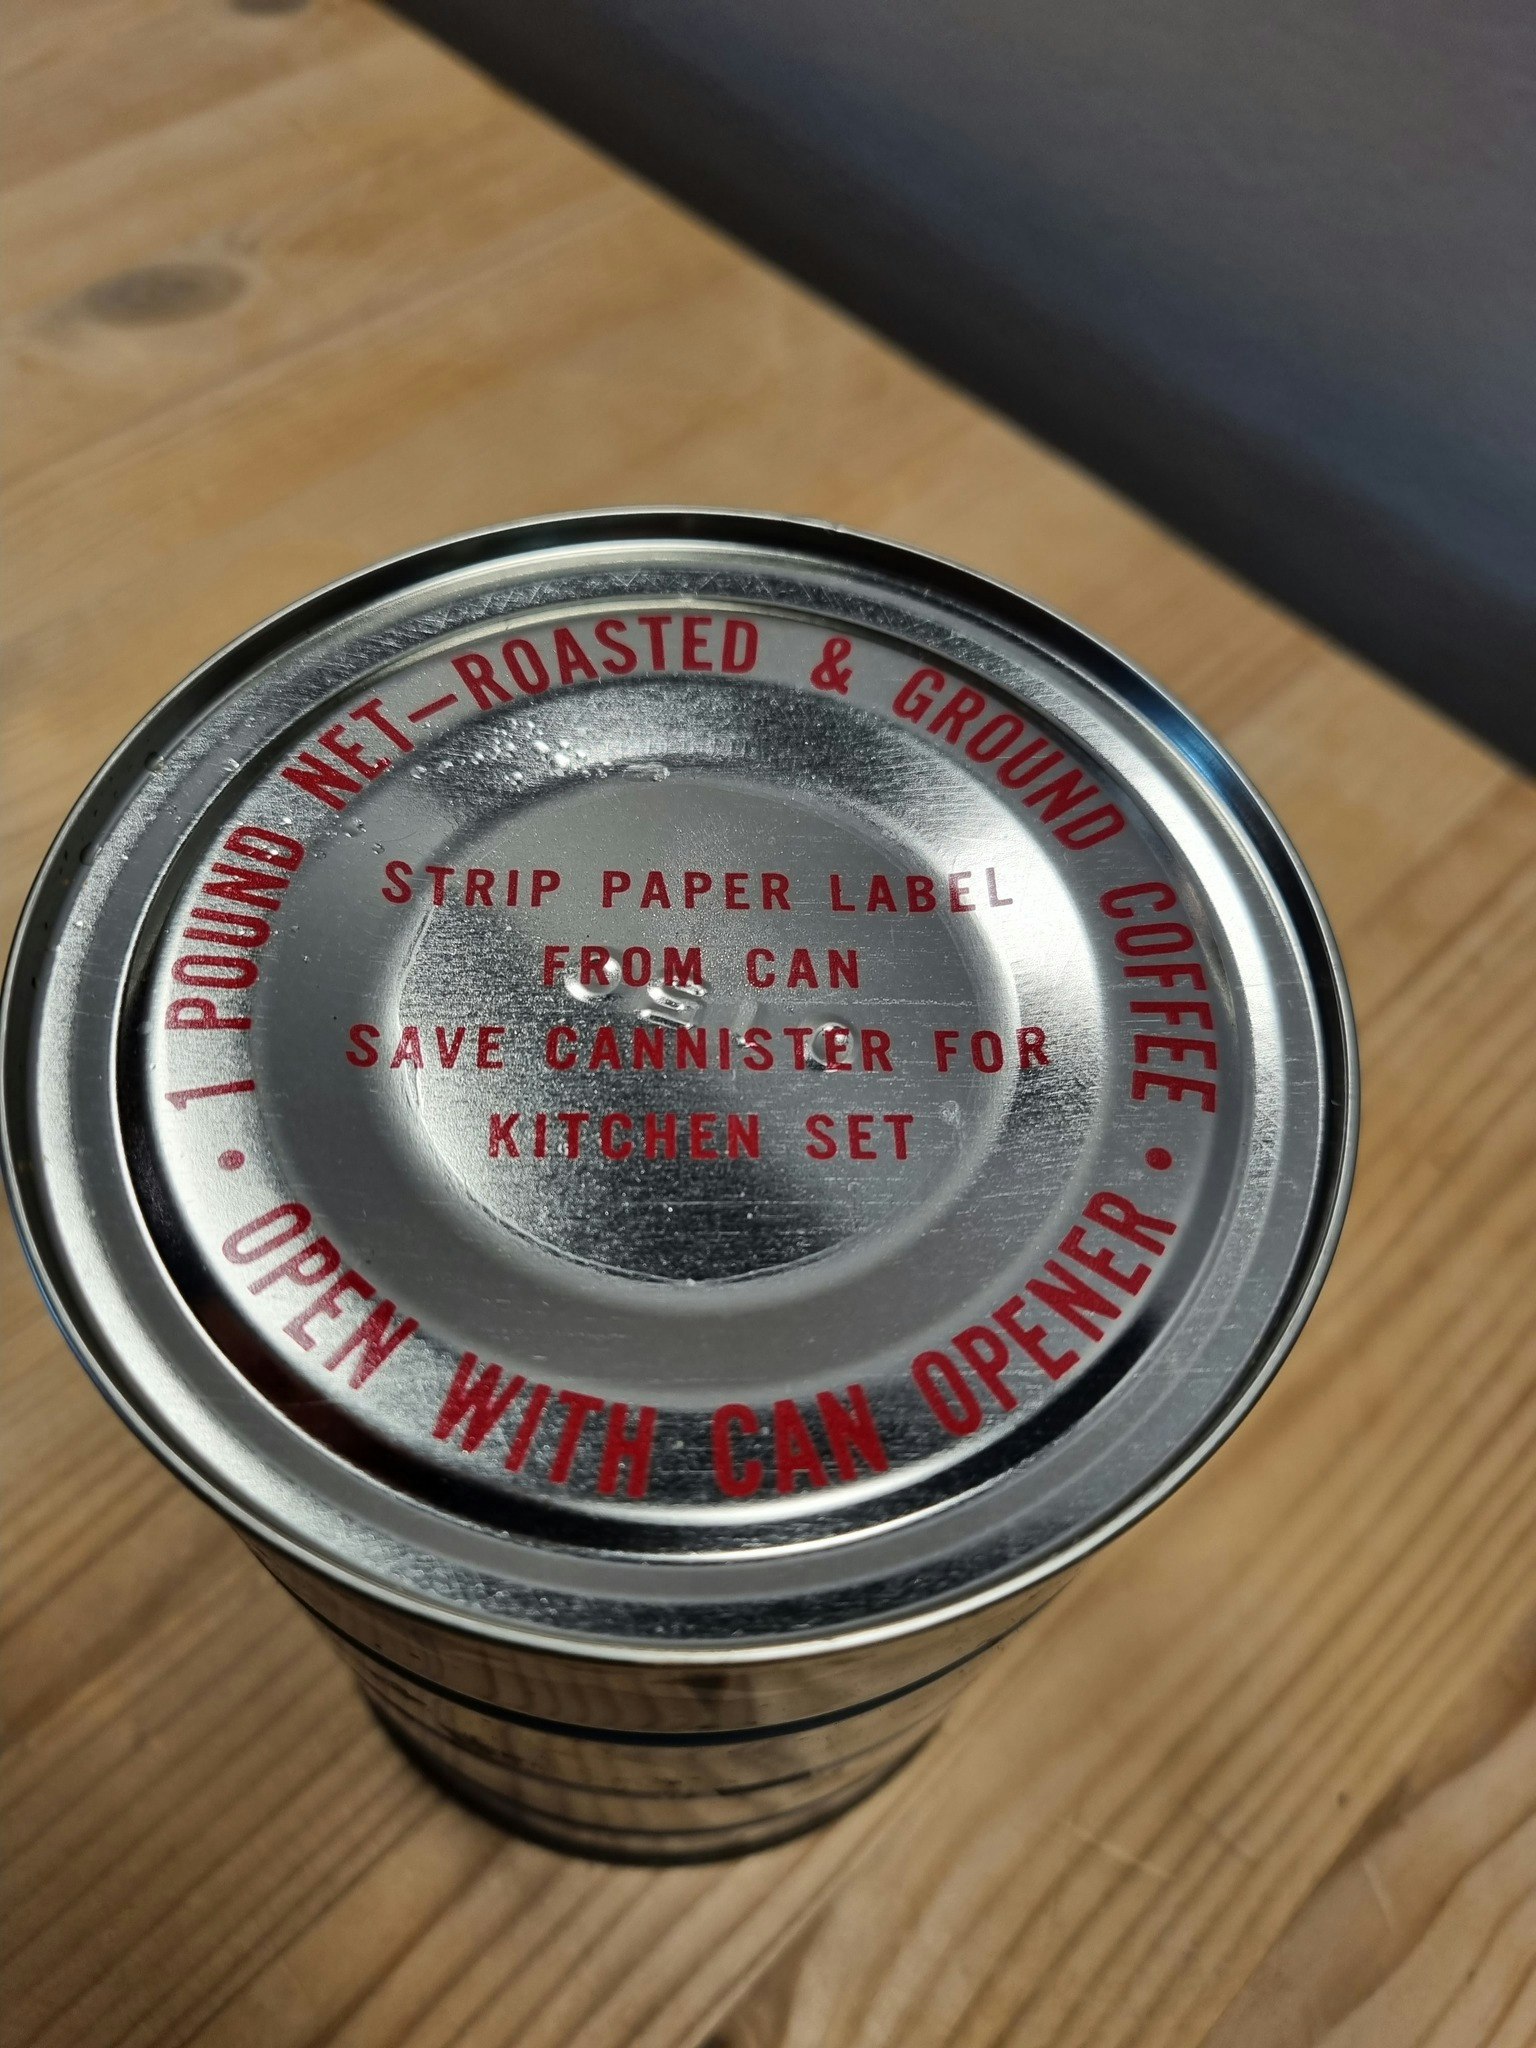 1 POUND NET—ROASTED & GROUND COFFEE
STRIP PAPER LABEL
FROM CAN
SAVE CANNISTER FOR
KITCHEN SET
• OPEN WITH CAN OPENER •